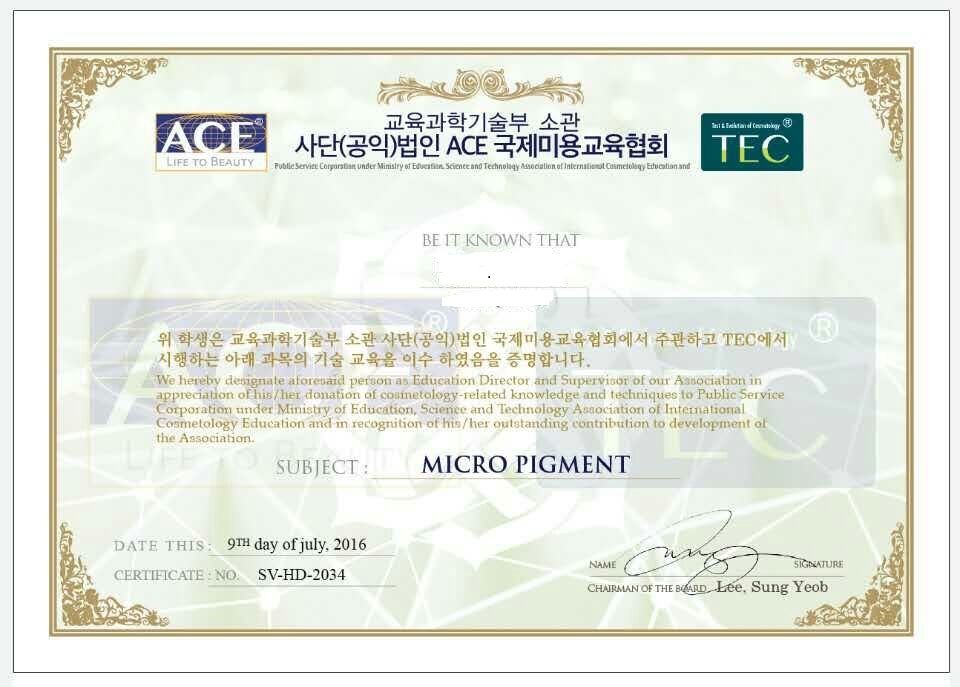 ACE®
LIFE TO BEAUTY
교육과학기술부 소관
사단(공익)법인 ACE 국제미용교육협회
Public Service Corporation under Ministry of Education, Science and Technology Association of International Cosmetology Education and
Test & Evolution of Cosmetology ®
TEC
BE IT KNOWN THAT
위 학생은 교육과학기술부 소관 사단(공익)법인 국제미용교육협회에서 주관하고 TEC에서
시행하는 아래 과목의 기술 교육을 이수 하였음을 증명합니다.
We hereby designate aforesaid person as Education Director and Supervisor of our Association in
appreciation of his/her donation of cosmetology-related knowledge and techniques to Public Service
Corporation under Ministry of Education, Science and Technology Association of International
Cosmetology Education and in recognition of his/her outstanding contribution to development of
the Association.
SUBJECT : MICRO PIGMENT
DATE THIS : 9TH day of july, 2016
CERTIFICATE : NO. SV-HD-2034
NAME SIGNATURE
CHAIRMAN OF THE BOARD Lee, Sung Yeob